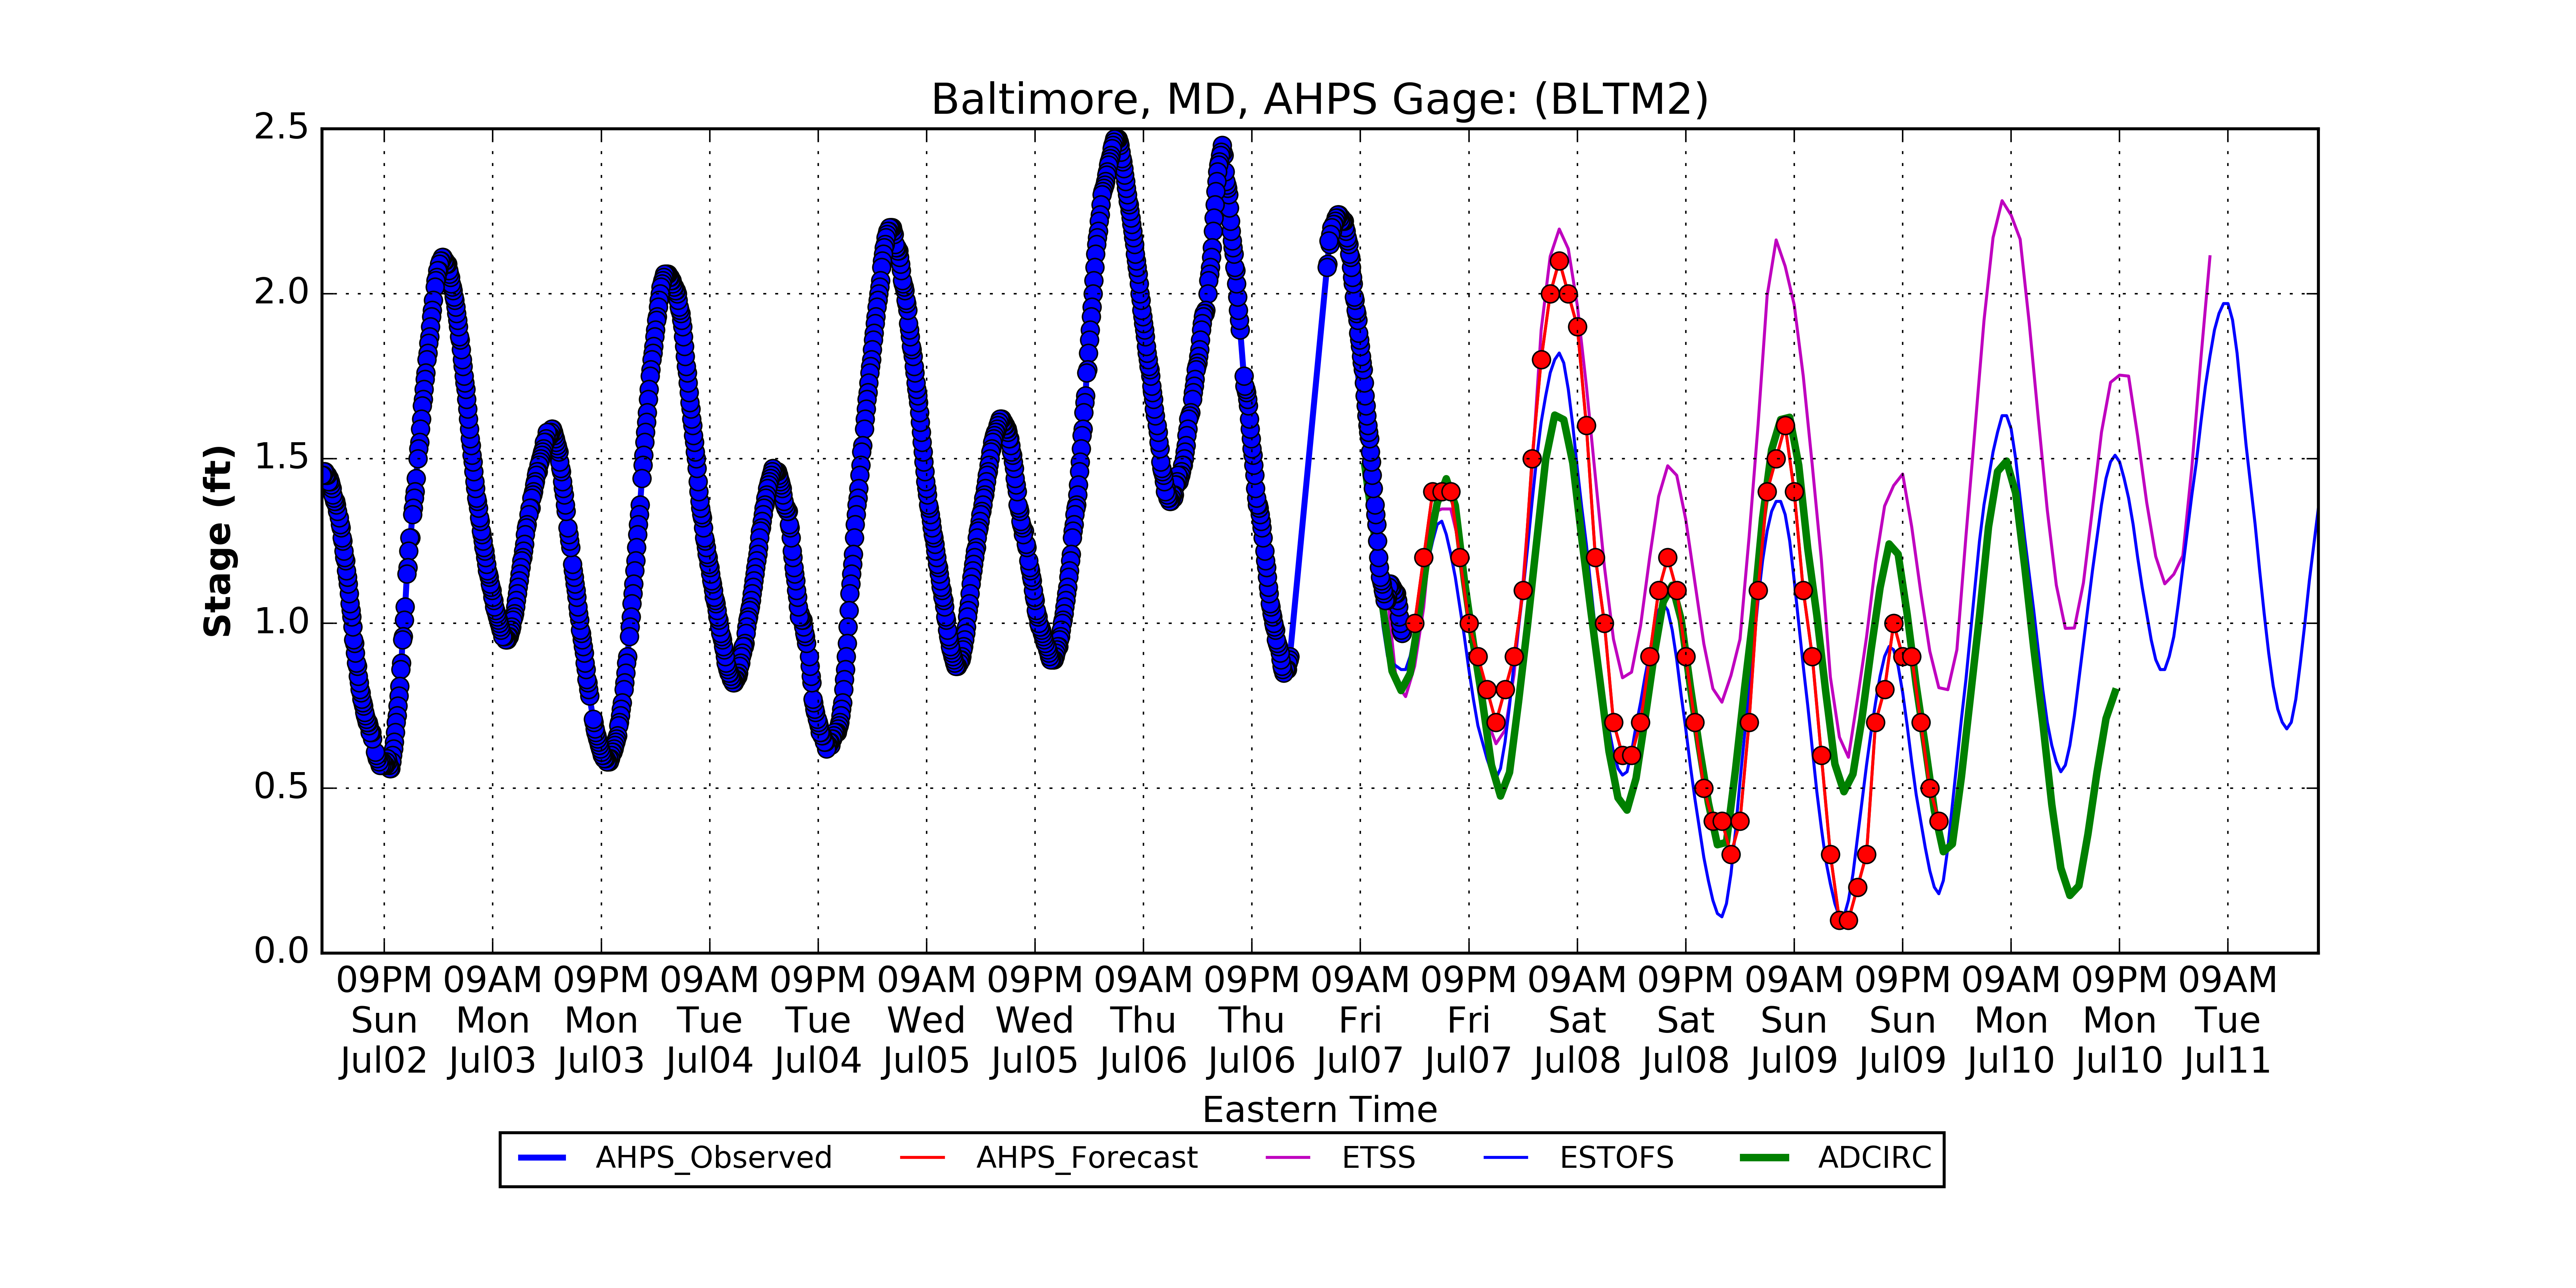 Baltimore, MD, AHPS Gage: (BLTM2)
Stage (ft)
2.5
2.0
1.5
1.0
0.5
0.0
09PM 09AM 09PM 09AM 09PM 09AM 09PM 09AM 09PM 09AM 09PM 09AM 09PM 09AM 09PM 09AM 09PM 09AM
Sun Mon Mon Tue Tue Wed Wed Thu Thu Fri Fri Sat Sat Sun Sun Mon Mon Tue
Jul02 Jul03 Jul03 Jul04 Jul04 Jul05 Jul05 Jul06 Jul06 Jul07 Jul07 Jul08 Jul08 Jul09 Jul09 Jul10 Jul10 Jul11
Eastern Time
AHPS_Observed AHPS_Forecast ETSS ESTOFS ADCIRC